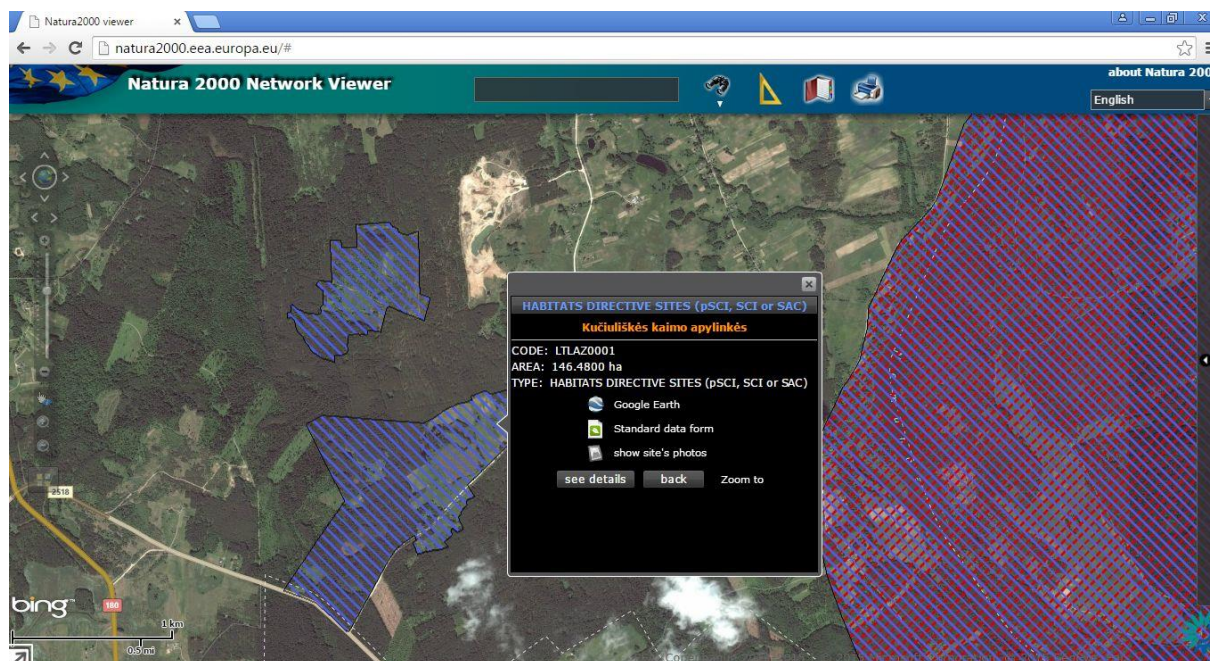 Natura2000 viewer
natura2000.eea.europa.eu/#
Natura 2000 Network Viewer
about Natura 200
English
HABITATS DIRECTIVE SITES (pSCI, SCI or SAC)
Kučiuliškės kaimo apylinkės
CODE: LTLAZ0001
AREA: 146.4800 ha
TYPE: HABITATS DIRECTIVE SITES (pSCI, SCI or SAC)
Google Earth
Standard data form
show site's photos
see details back Zoom to
2518
bing™
180
1 km
0.5 mi